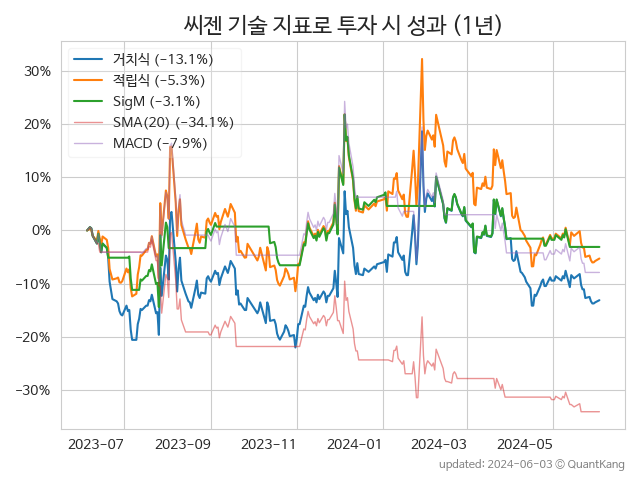 씨젠 기술 지표로 투자 시 성과 (1년)
거치식 (−13.1%)
적립식 (−5.3%)
SigM (−3.1%)
SMA(20) (−34.1%)
MACD (−7.9%)
30%
20%
10%
0%
−10%
−20%
−30%
2023−07
2023−09
2023−11
2024−01
2024−03
2024−05
updated: 2024-06-03 © QuantKang